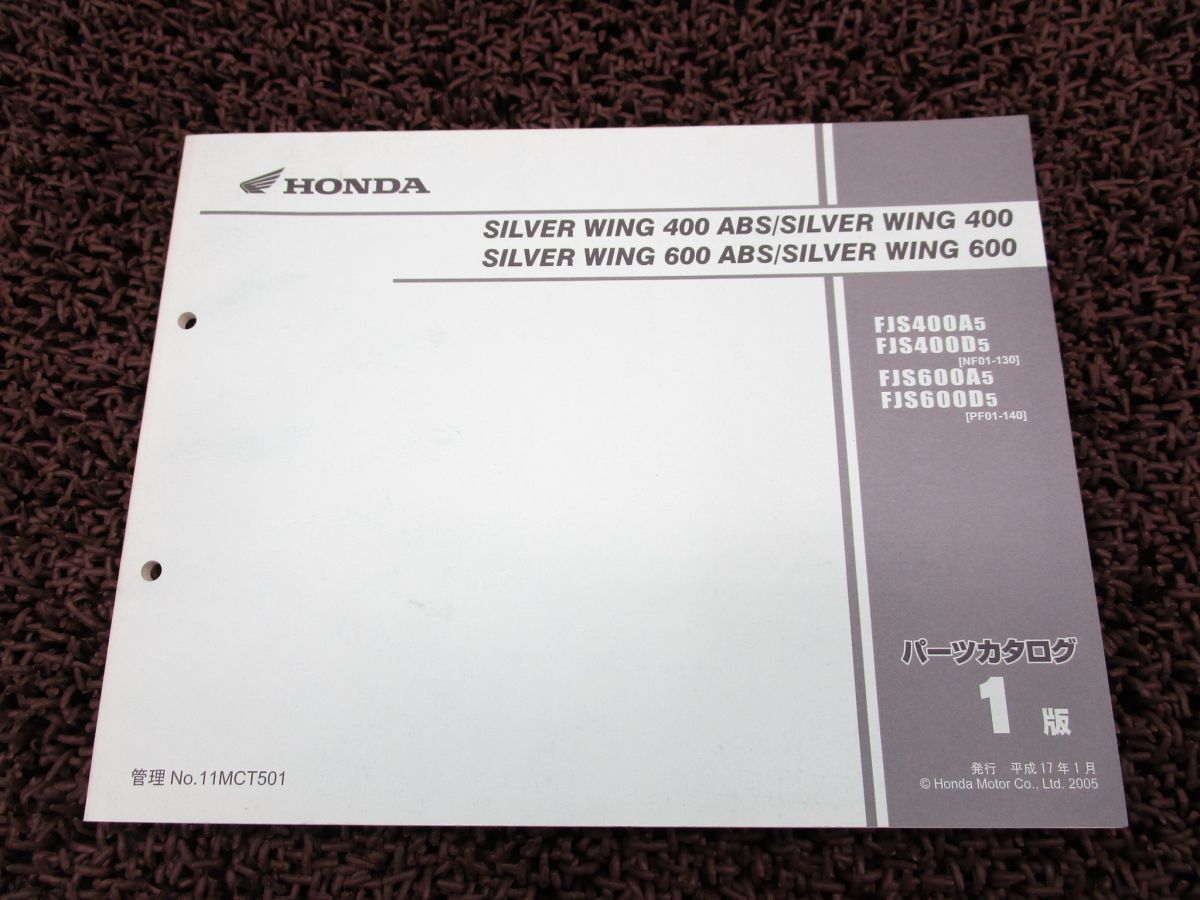 HONDA
SILVER WING 400 ABS/SILVER WING 400
SILVER WING 600 ABS/SILVER WING 600
FJS400A5
FJS400D5
[NF01-130]
FJS600A5
FJS600D5
[PF01-140]
パーツカタログ
1 版
発行 平成17年1月
© Honda Motor Co., Ltd. 2005
管理 No.11MCT501